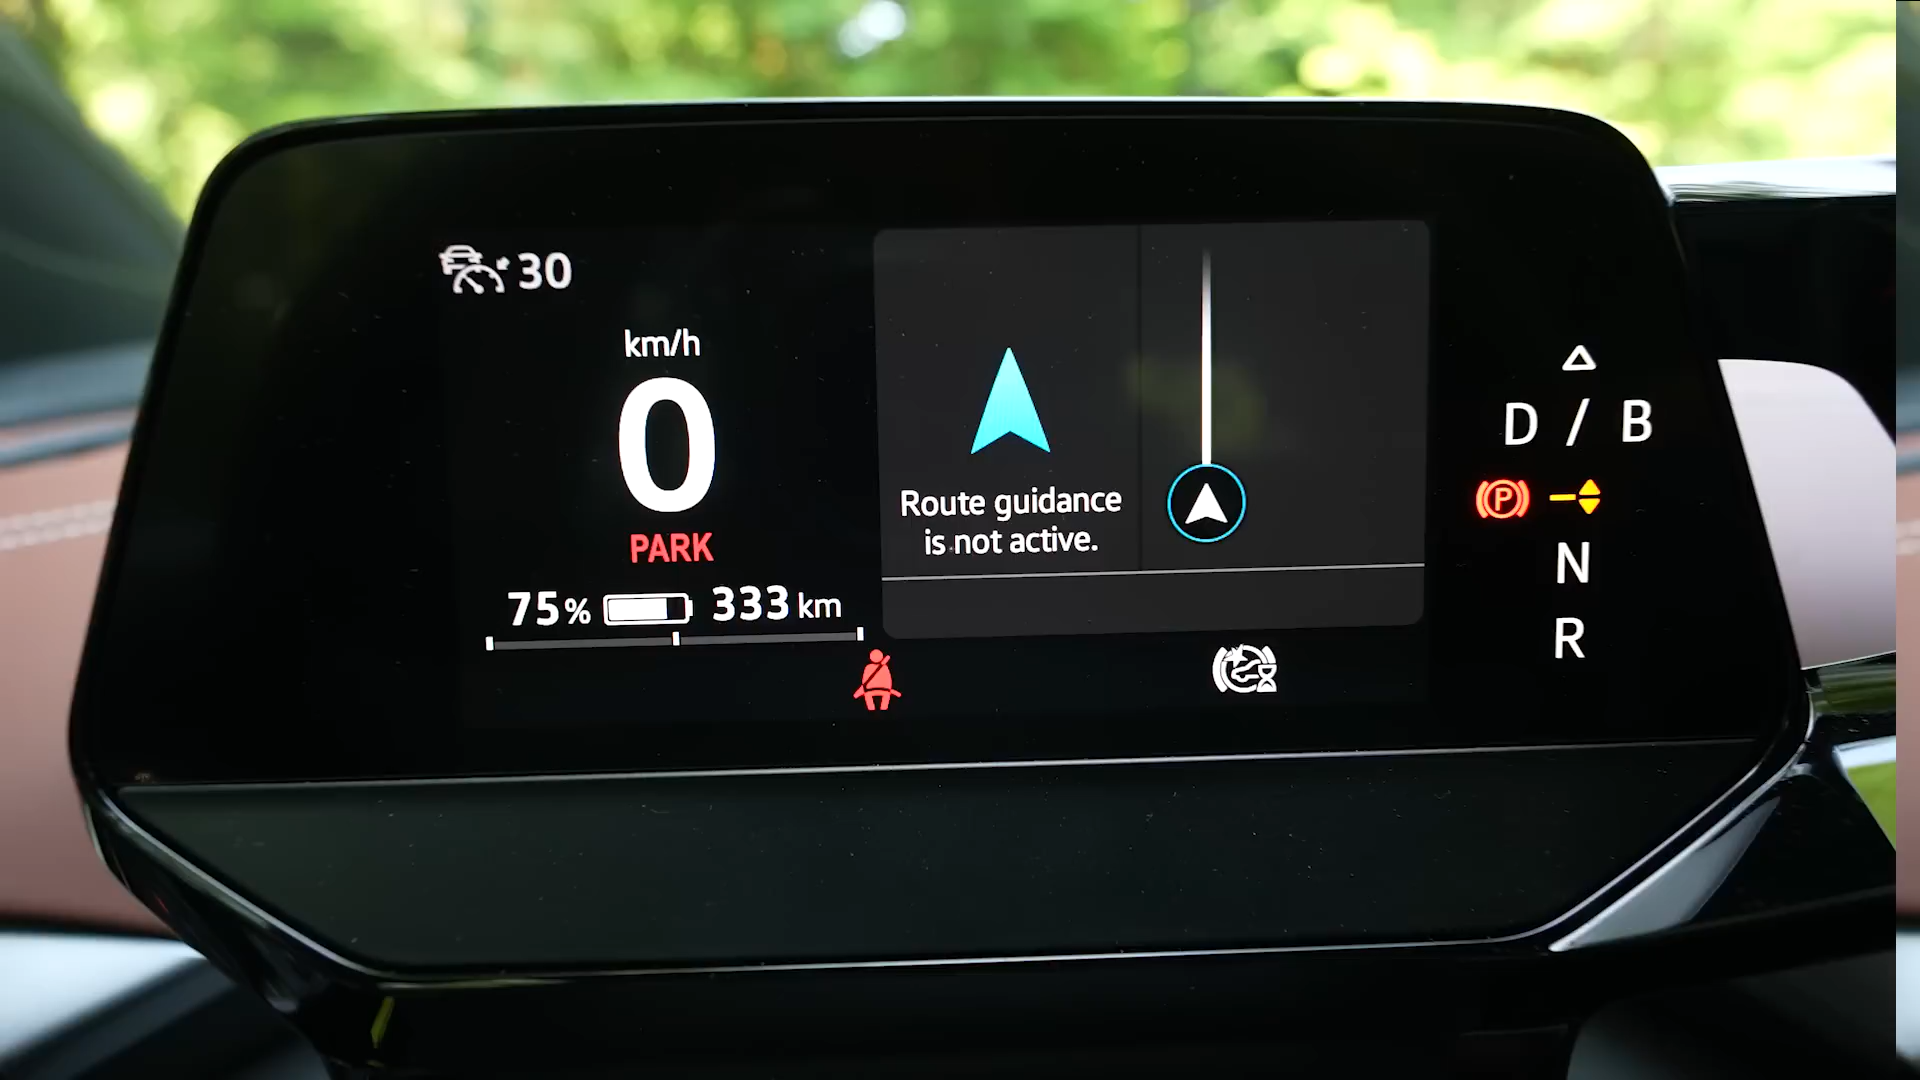 30
km/h
0
PARK
75% 333 km
Route guidance
is not active.
D / B
P
N
R